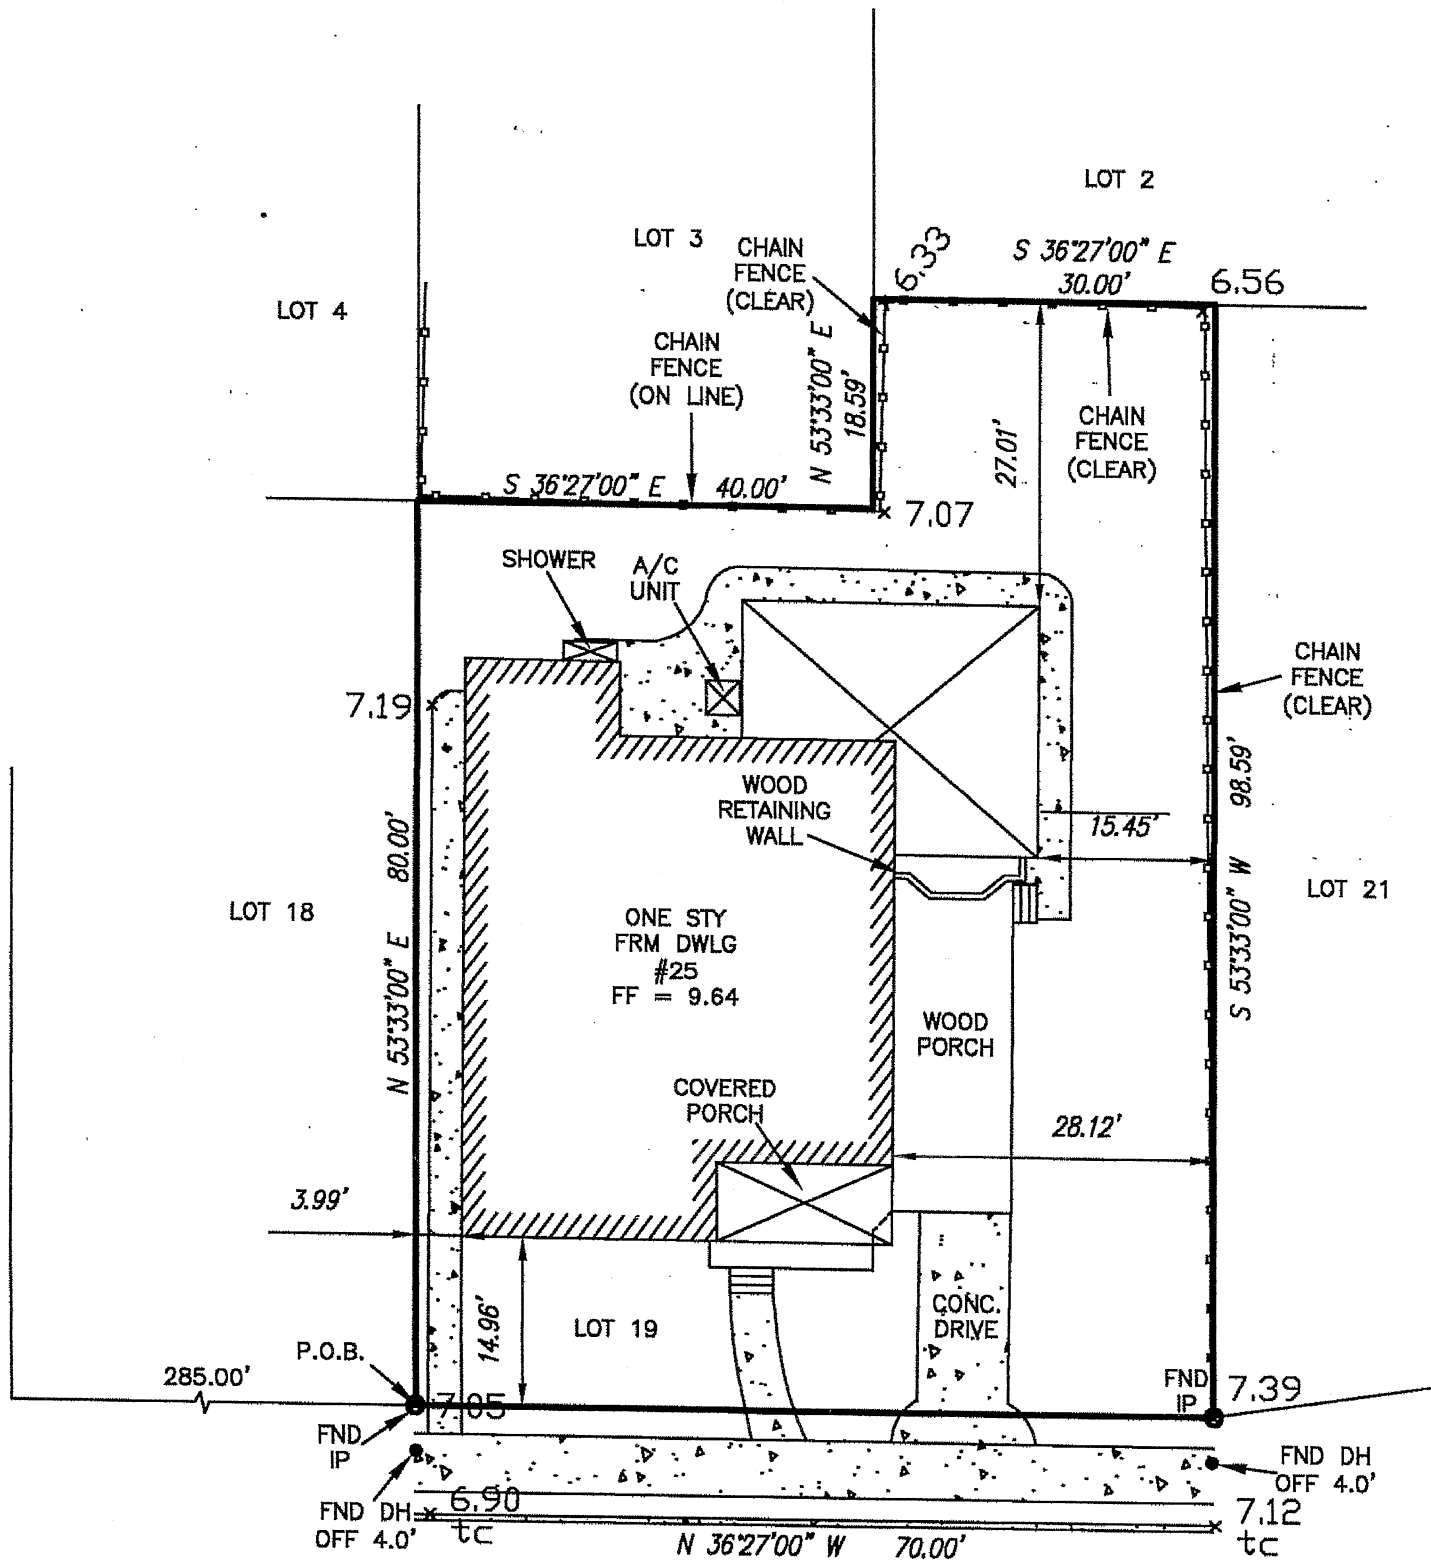 LOT 2
LOT 3
CHAIN
FENCE
(CLEAR)
6.33
S 36°27'00" E
30.00'
6.56
LOT 4
CHAIN
FENCE
(ON LINE)
N 53°33'00" E
18.59'
27.01'
CHAIN
FENCE
(CLEAR)
S 36°27'00" E 40.00'
7.07
SHOWER
A/C
UNIT
7.19
CHAIN
FENCE
(CLEAR)
WOOD
RETAINING
WALL
15.45'
N 53°33'00" E 80.00'
S 53°33'00" W 98.59'
LOT 18
LOT 21
ONE STY
FRM DWLG
#25
FF = 9.64
WOOD
PORCH
COVERED
PORCH
28.12'
3.99'
14.96'
LOT 19
CONC.
DRIVE
P.O.B.
285.00'
7.05
FND
IP
7.39
FND
IP
FND DH
OFF 4.0'
FND DH
OFF 4.0'
6.90
tc
7.12
tc
N 36°27'00" W 70.00'